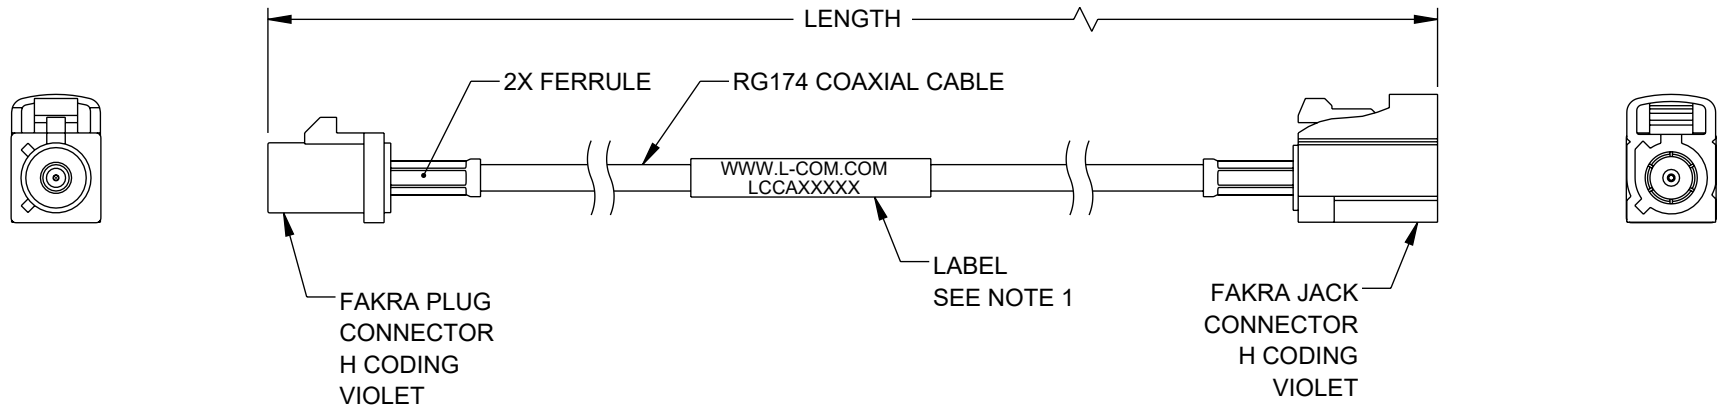 LENGTH
2X FERRULE
RG174 COAXIAL CABLE
WWW.L-COM.COM
LCCAXXXXX
LABEL
SEE NOTE 1
FAKRA PLUG
CONNECTOR
H CODING
VIOLET
FAKRA JACK
CONNECTOR
H CODING
VIOLET